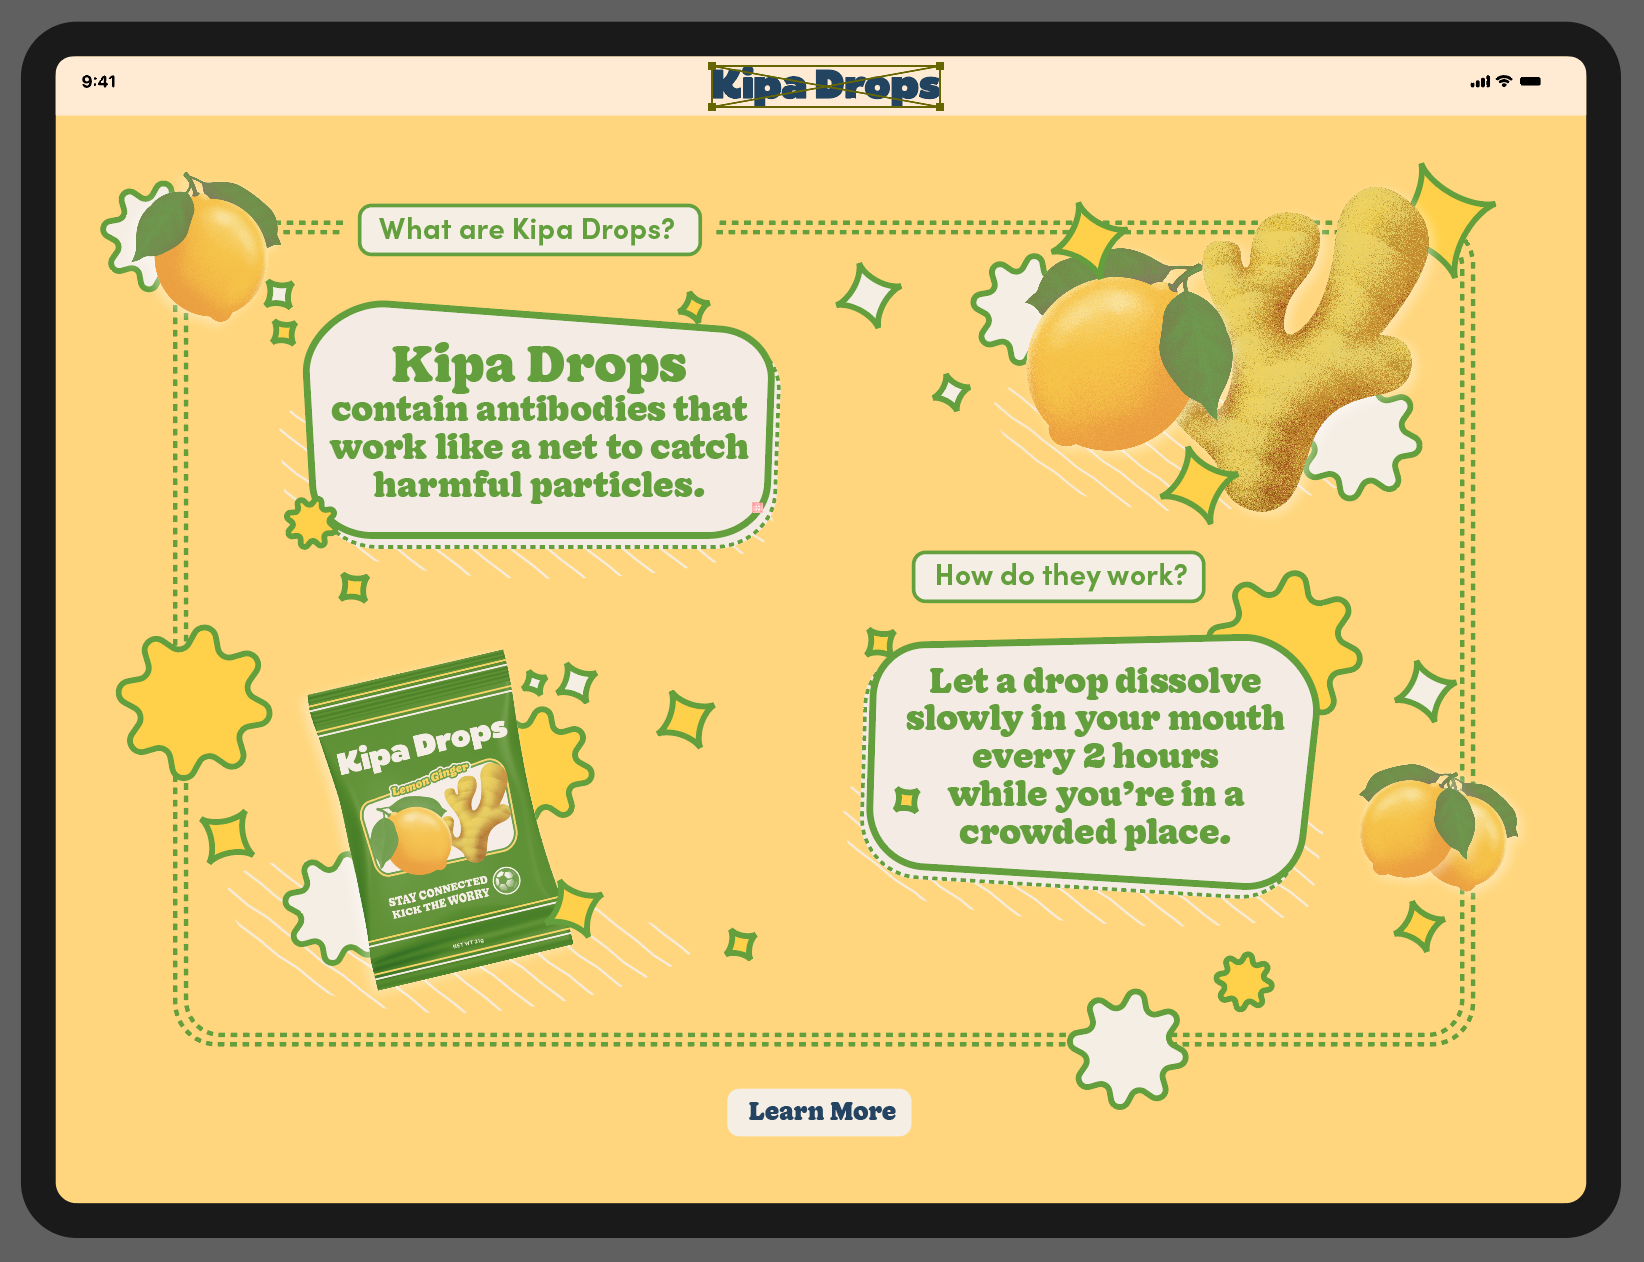 9:41
Kipa Drops
What are Kipa Drops?
Kipa Drops
contain antibodies that
work like a net to catch
harmful particles.
How do they work?
Let a drop dissolve
slowly in your mouth
every 2 hours
while you’re in a
crowded place.
Kipa Drops
Lemon Ginger
STAY CONNECTED
KICK THE WORRY
NET WT 31g
Learn More